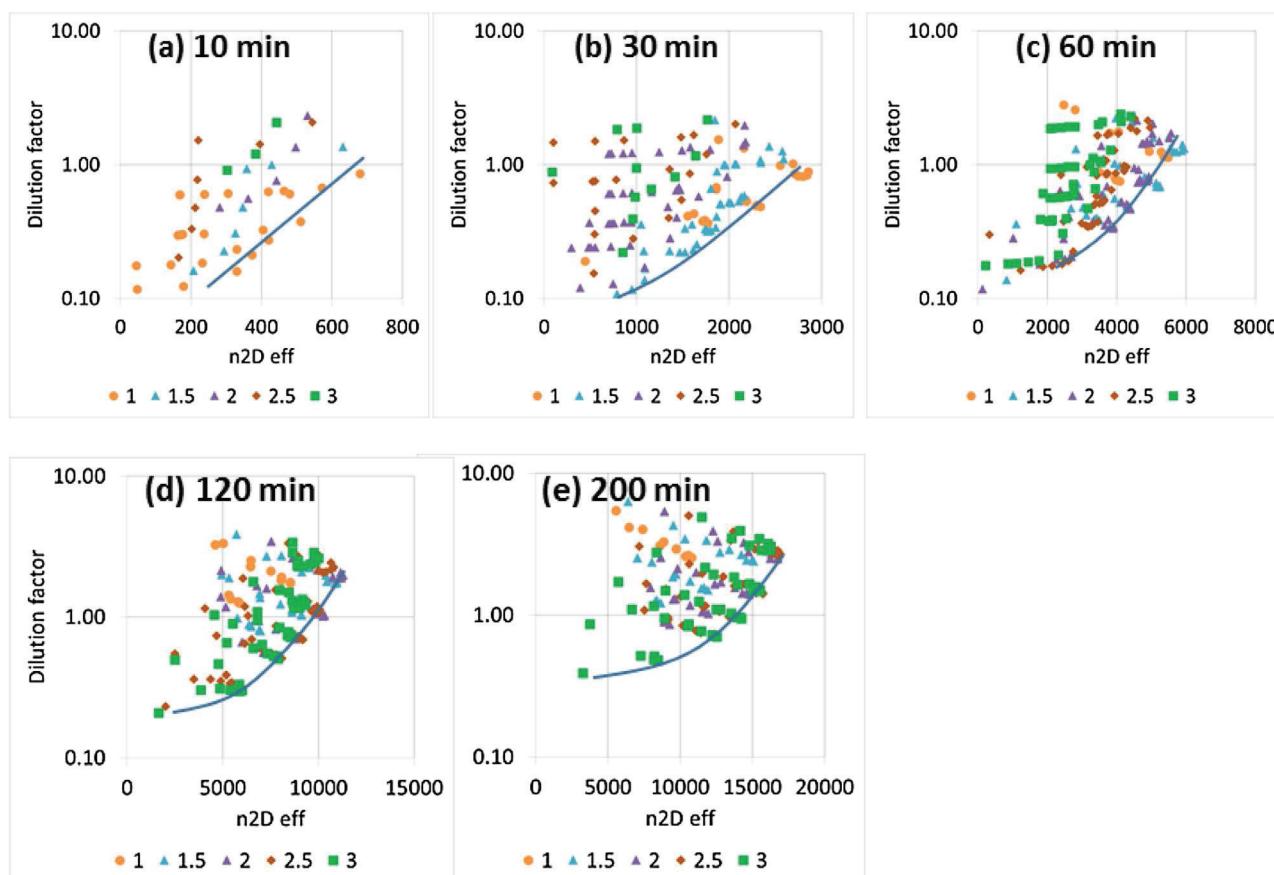 (a) 10 min
10.00
1.00
0.10
Dilution factor
0 200 400 600 800
n2D eff
1 1.5 2 2.5 3
(b) 30 min
10.00
1.00
0.10
Dilution factor
0 1000 2000 3000
n2D eff
1 1.5 2 2.5 3
(c) 60 min
10.00
1.00
0.10
Dilution factor
0 2000 4000 6000 8000
n2D eff
1 1.5 2 2.5 3
(d) 120 min
10.00
1.00
0.10
Dilution factor
0 5000 10000 15000
n2D eff
1 1.5 2 2.5 3
(e) 200 min
10.00
1.00
0.10
Dilution factor
0 5000 10000 15000 20000
n2D eff
1 1.5 2 2.5 3